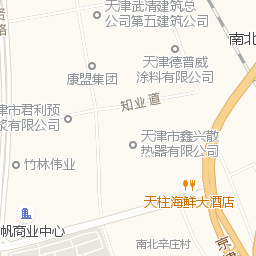 天津武清建筑总
公司第五建筑公司
路
南北
天津德普威
涂料有限公司
康盟集团
知业道
津市君利预
浆有限公司
天津市鑫兴散
热器有限公司
竹林伟业
天柱海鲜大酒店
帆商业中心
南北辛庄村
京